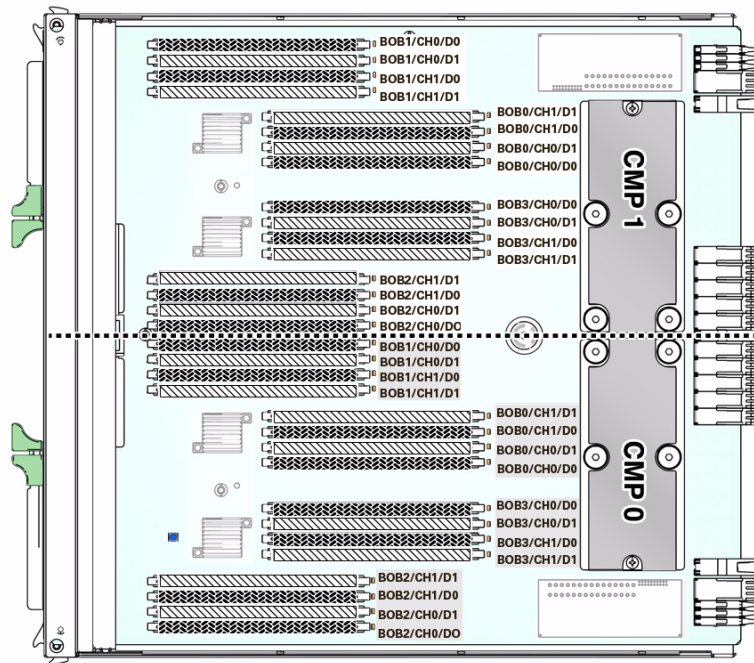 BOB1/CH0/D0
BOB1/CH0/D1
BOB1/CH1/D0
BOB1/CH1/D1
BOB0/CH1/D1
BOB0/CH1/D0
BOB0/CH0/D1
BOB0/CH0/D0
CMP 1
BOB3/CH0/D0
BOB3/CH0/D1
BOB3/CH1/D0
BOB3/CH1/D1
BOB2/CH1/D1
BOB2/CH1/D0
BOB2/CH0/D1
BOB2/CH0/DO
BOB1/CH0/D0
BOB1/CH0/D1
BOB1/CH1/D0
BOB1/CH1/D1
BOB0/CH1/D1
BOB0/CH1/D0
BOB0/CH0/D1
BOB0/CH0/D0
CMP 0
BOB3/CH0/D0
BOB3/CH0/D1
BOB3/CH1/D0
BOB3/CH1/D1
BOB2/CH1/D1
BOB2/CH1/D0
BOB2/CH0/D1
BOB2/CH0/DO